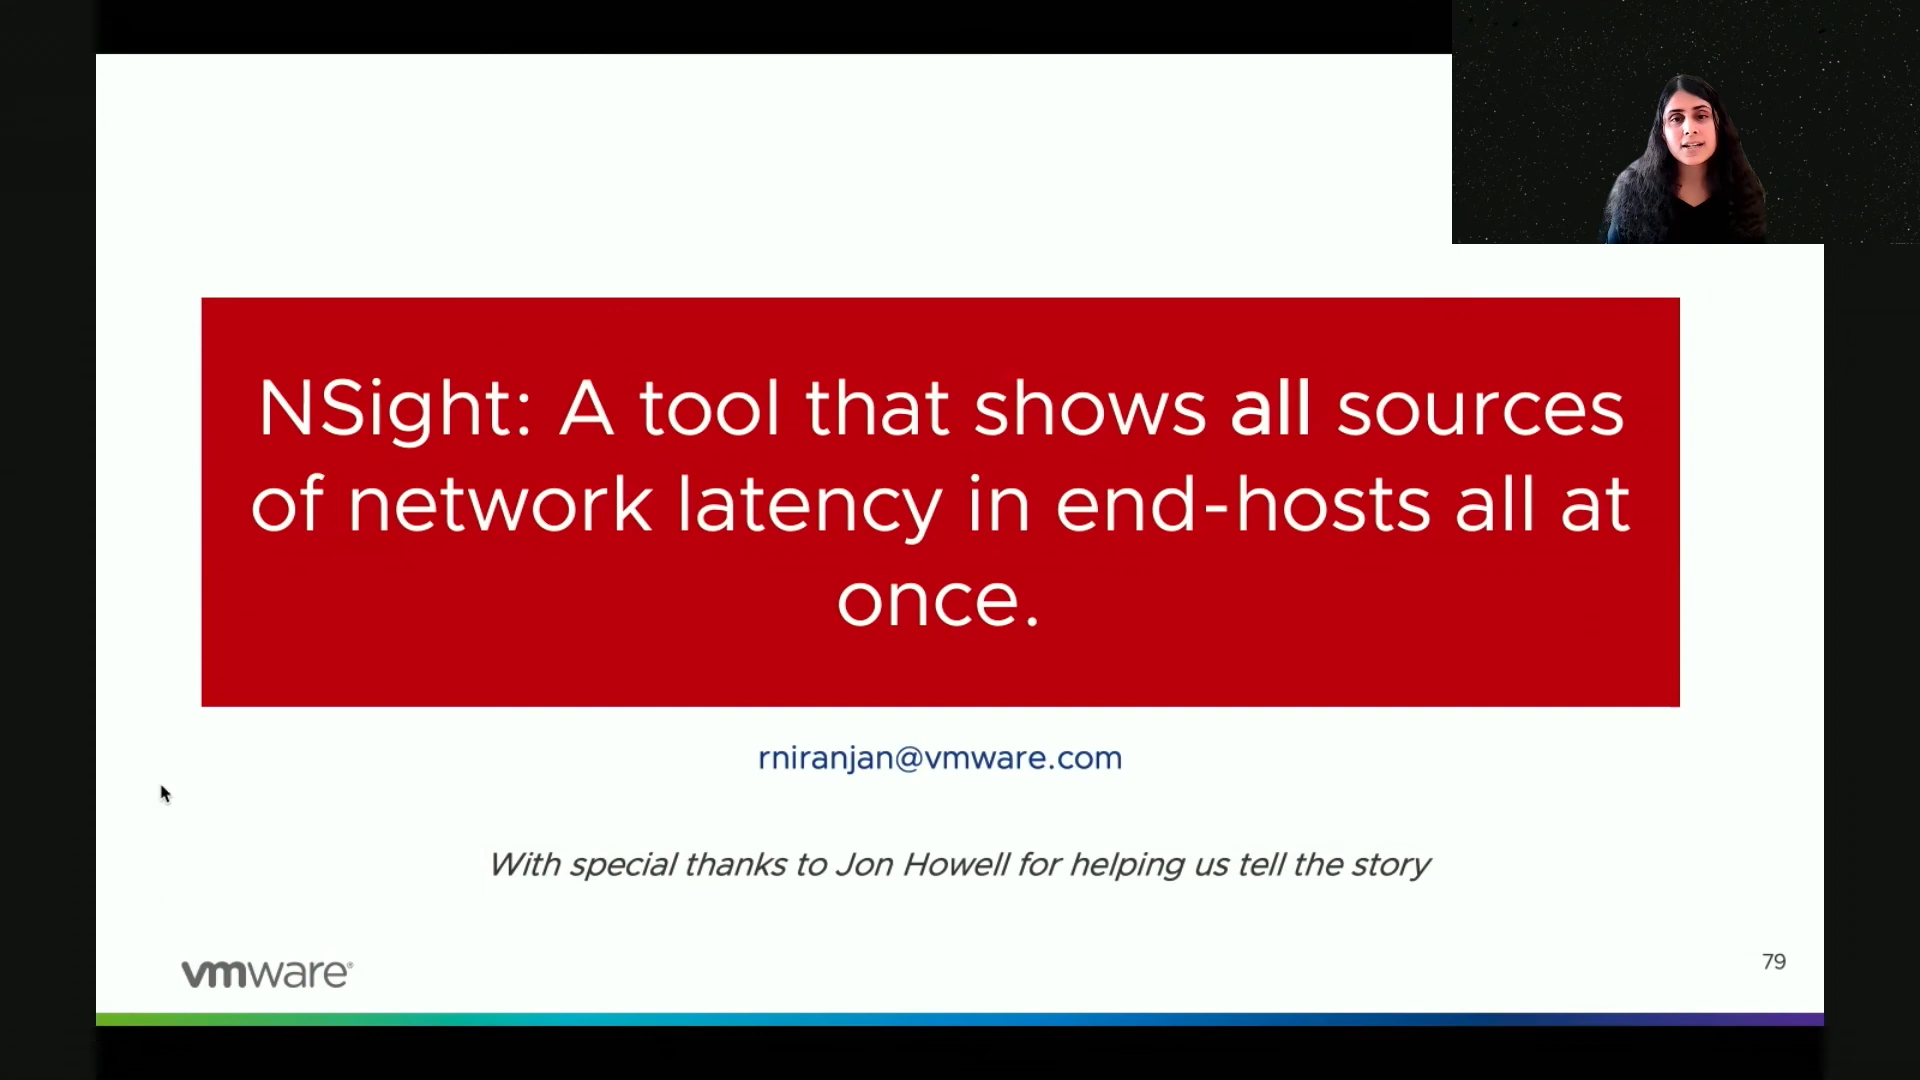 NSight: A tool that shows all sources
of network latency in end-hosts all at
once.
rniranjan@vmware.com
With special thanks to Jon Howell for helping us tell the story
vmware®
79